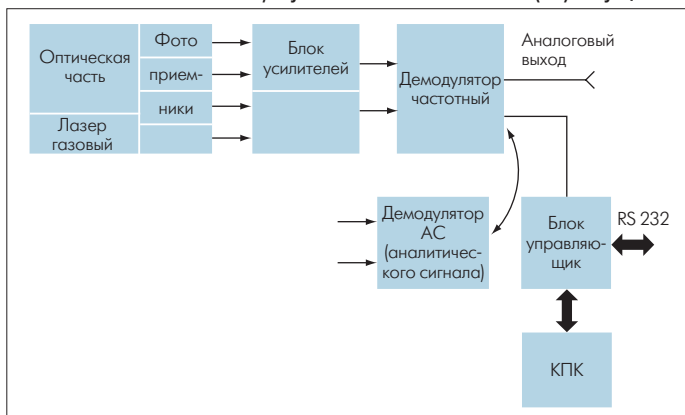 Оптическая
часть
Лазер
газовый
Фото
прием-
ники
Блок
усилителей
Демодулятор
частотный
Аналоговый
выход
Демодулятор
АС
(аналитичес-
кого сигнала)
Блок
управляю-
щик
RS 232
КПК